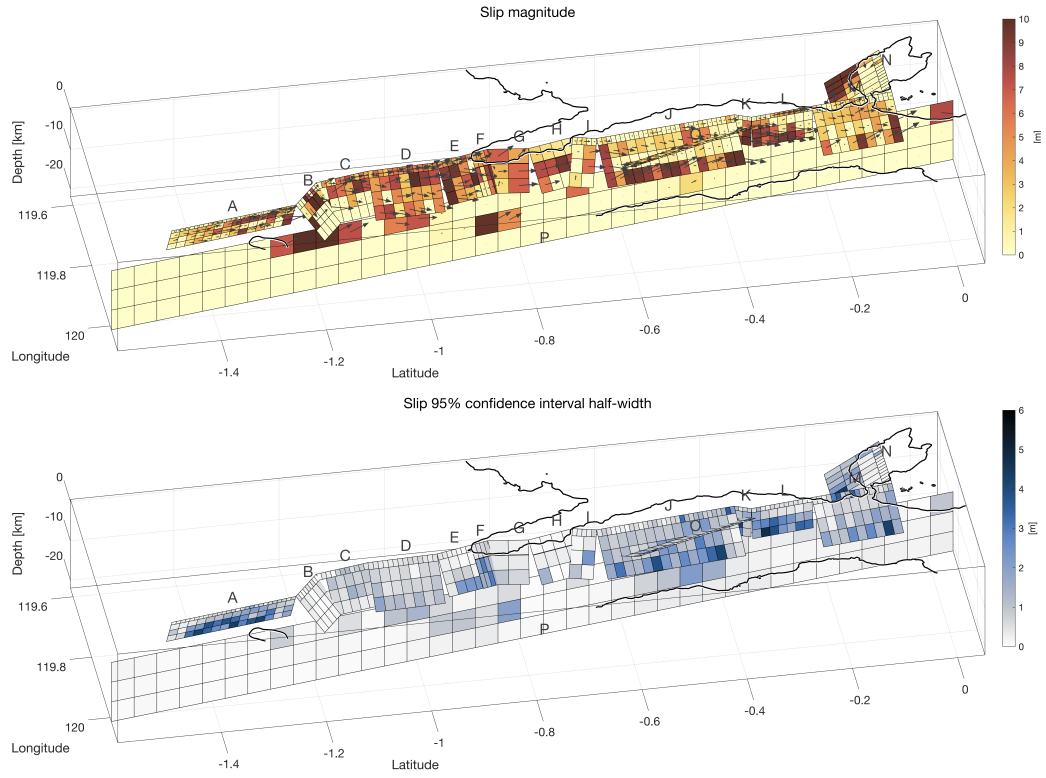 Slip magnitude
0
-10
-20
Depth [km]
119.6
119.8
120
Longitude
-1.4
-1.2
-1
-0.8
-0.6
-0.4
-0.2
0
Latitude
A
B
C
D
E
F
G
H
I
J
K
L
N
O
P
10
9
8
7
6
5
4
3
2
1
0
[m]
Slip 95% confidence interval half-width
0
-10
-20
Depth [km]
119.6
119.8
120
Longitude
-1.4
-1.2
-1
-0.8
-0.6
-0.4
-0.2
0
Latitude
A
B
C
D
E
F
G
H
I
J
K
L
M
N
O
P
6
5
4
3
2
1
0
[m]